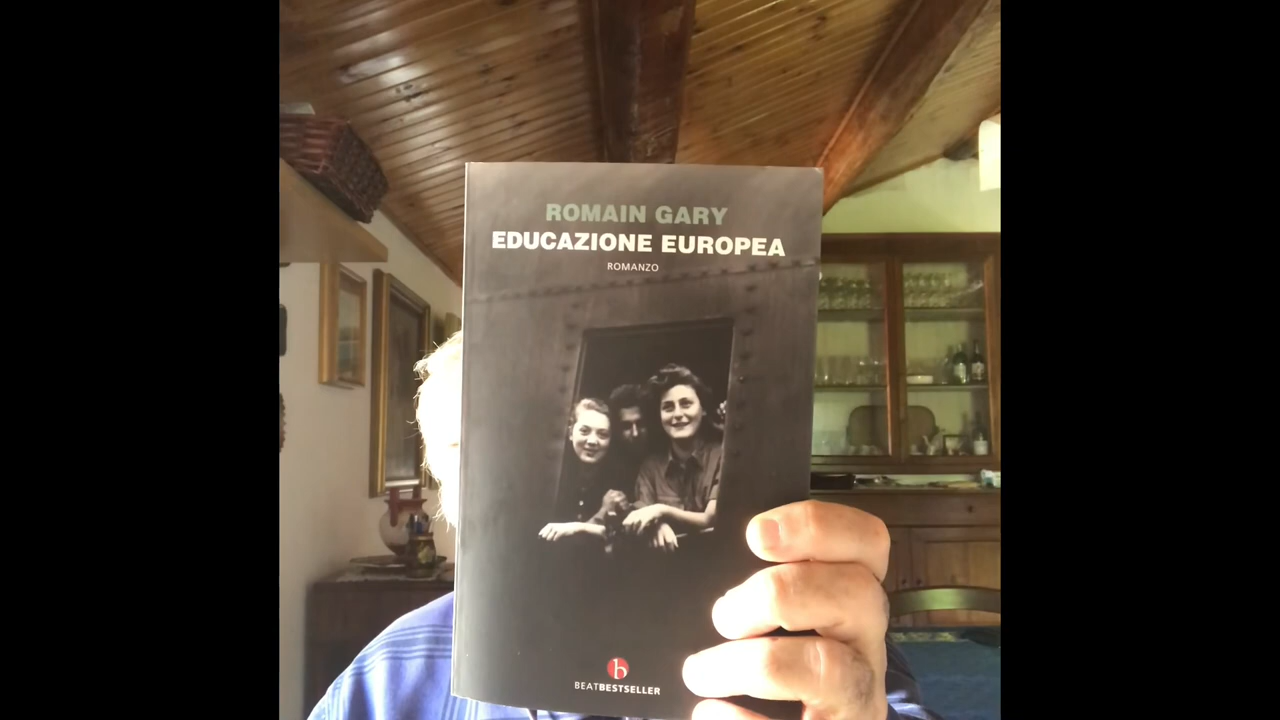 ROMAIN GARY
EDUCAZIONE EUROPEA
ROMANZO
b
BEATBESTSELLER